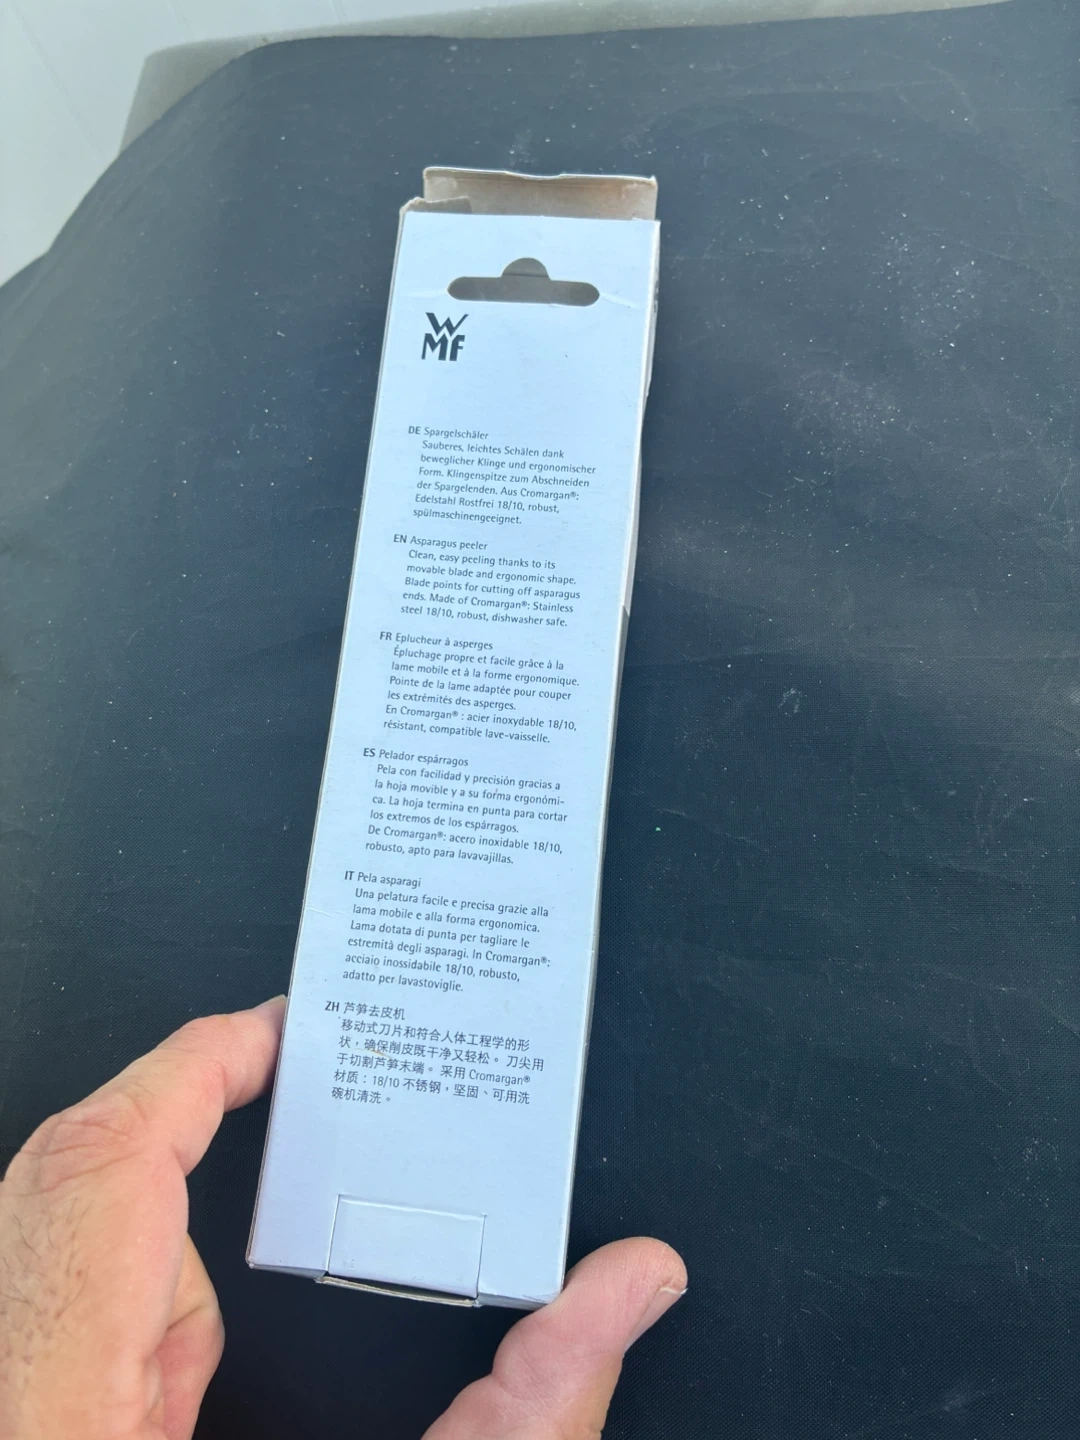 WMF
DE Spargelschäler
Sauberes, leichtes Schälen dank
beweglicher Klinge und ergonomischer
Form. Klingenspitze zum Abschneiden
der Spargelenden. Aus Cromargan®:
Edelstahl Rostfrei 18/10, robust,
spülmaschinengeeignet.
EN Asparagus peeler
Clean, easy peeling thanks to its
movable blade and ergonomic shape.
Blade points for cutting off asparagus
ends. Made of Cromargan®: Stainless
steel 18/10, robust, dishwasher safe.
FR Eplucheur à asperges
Épluchage propre et facile grâce à la
lame mobile et à la forme ergonomique.
Pointe de la lame adaptée pour couper
les extrémités des asperges.
En Cromargan® : acier inoxydable 18/10,
résistant, compatible lave-vaisselle.
ES Pelador espárragos
Pela con facilidad y precisión gracias a
la hoja movible y a su forma ergonómi-
ca. La hoja termina en punta para cortar
los extremos de los espárragos.
De Cromargan®: acero inoxidable 18/10,
robusto, apto para lavavajillas.
IT Pela asparagi
Una pelatura facile e precisa grazie alla
lama mobile e alla forma ergonomica.
Lama dotata di punta per tagliare le
estremità degli asparagi. In Cromargan®:
acciaio inossidabile 18/10, robusto,
adatto per lavastoviglie.
ZH 芦笋去皮机
移动式刀片和符合人体工程学的形
状，确保削皮既干净又轻松。刀尖用
于切割芦笋末端。采用 Cromargan®
材质：18/10 不锈钢，坚固、可用洗
碗机清洗。